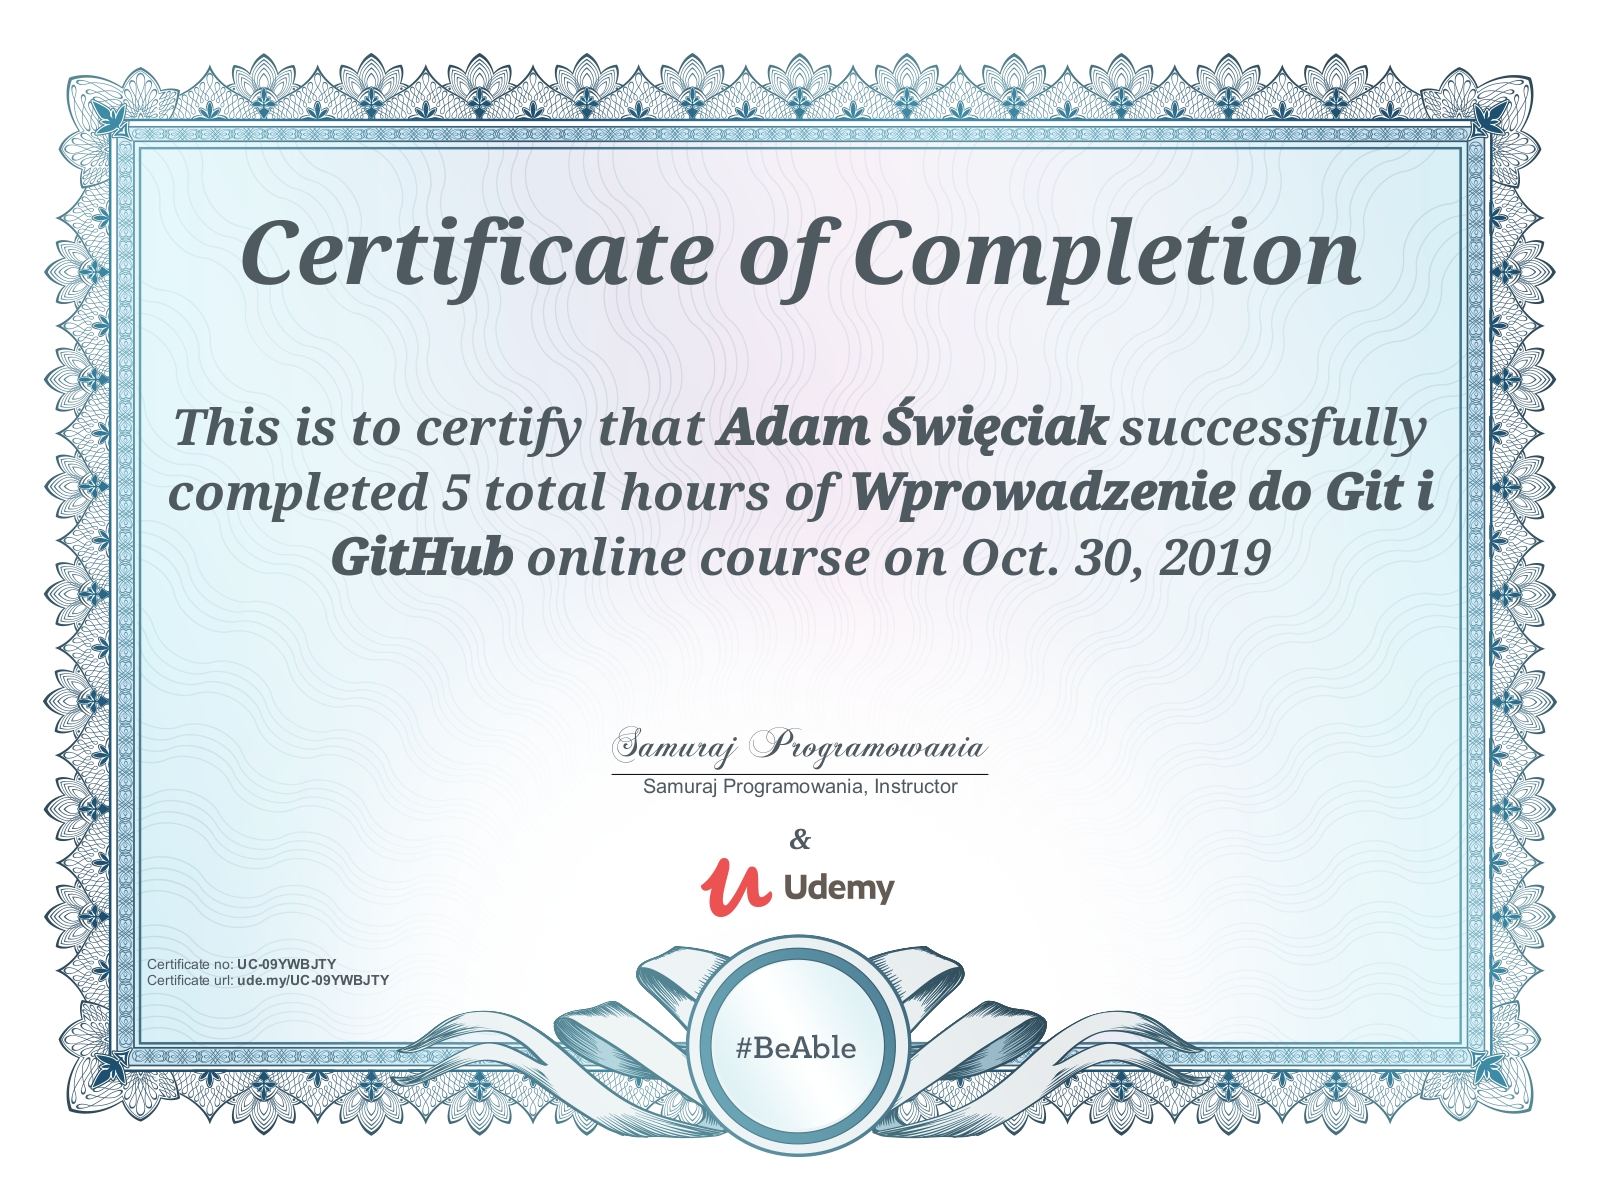 Certificate of Completion
This is to certify that Adam Święciak successfully
completed 5 total hours of Wprowadzenie do Git i
GitHub online course on Oct. 30, 2019
Samuraj Programowania
Samuraj Programowania, Instructor
&
Udemy
Certificate no: UC-09YWBJTY
Certificate url: ude.my/UC-09YWBJTY
#BeAble